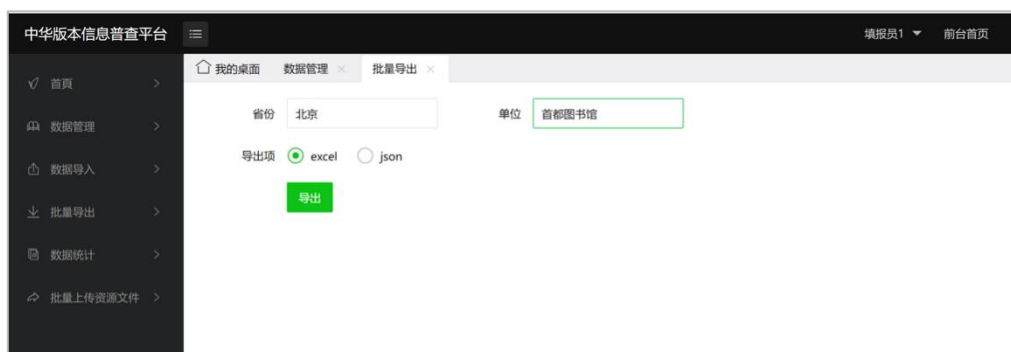 中华版本信息普查平台
填报员1 前台首页
我的桌面 数据管理 批量导出
首頁
数据管理
数据导入
批量导出
数据统计
批量上传资源文件
省份 北京 单位 首都图书馆
导出项 excel json
导出